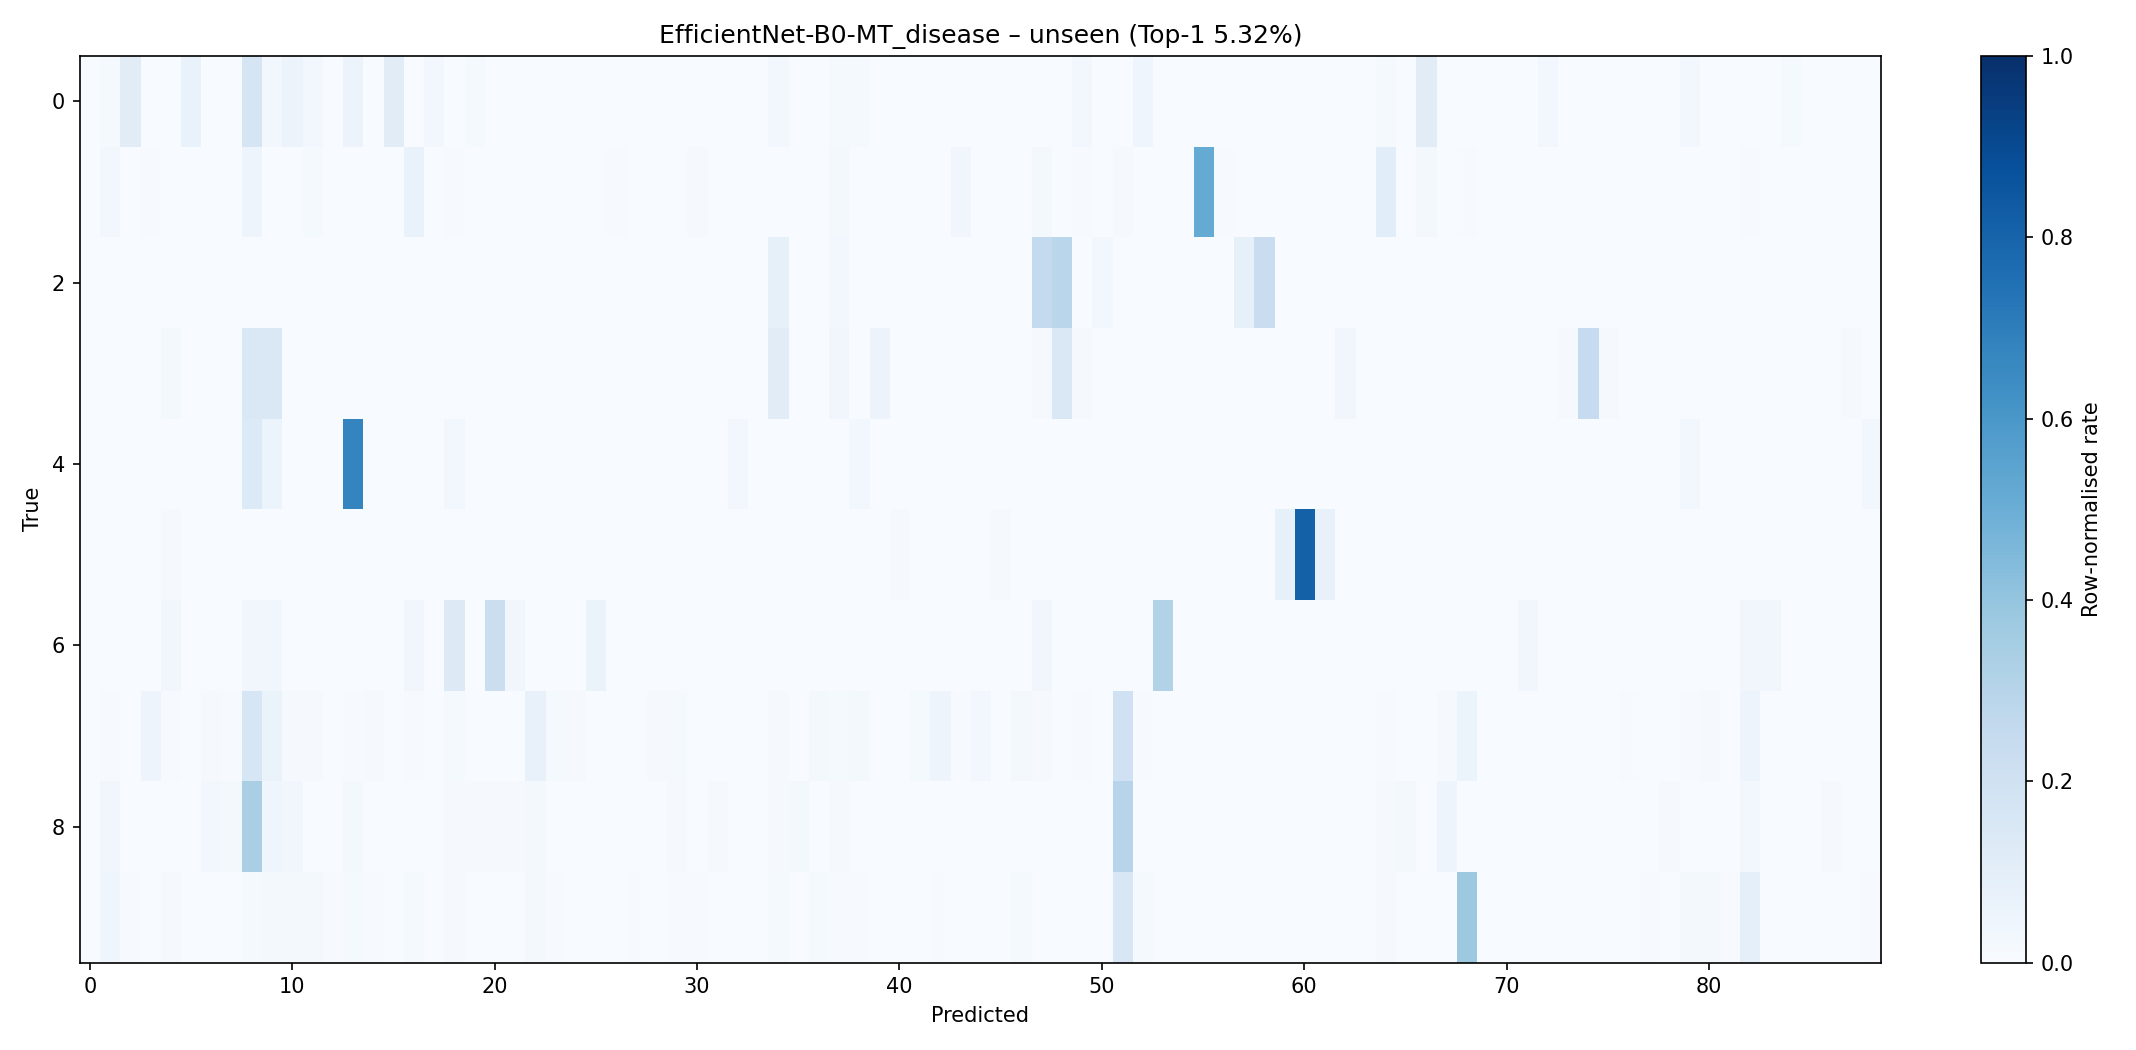 EfficientNet-B0-MT_disease – unseen (Top-1 5.32%)
True
0
2
4
6
8
0 10 20 30 40 50 60 70 80
Predicted
1.0
0.8
0.6
0.4
0.2
0.0
Row-normalised rate